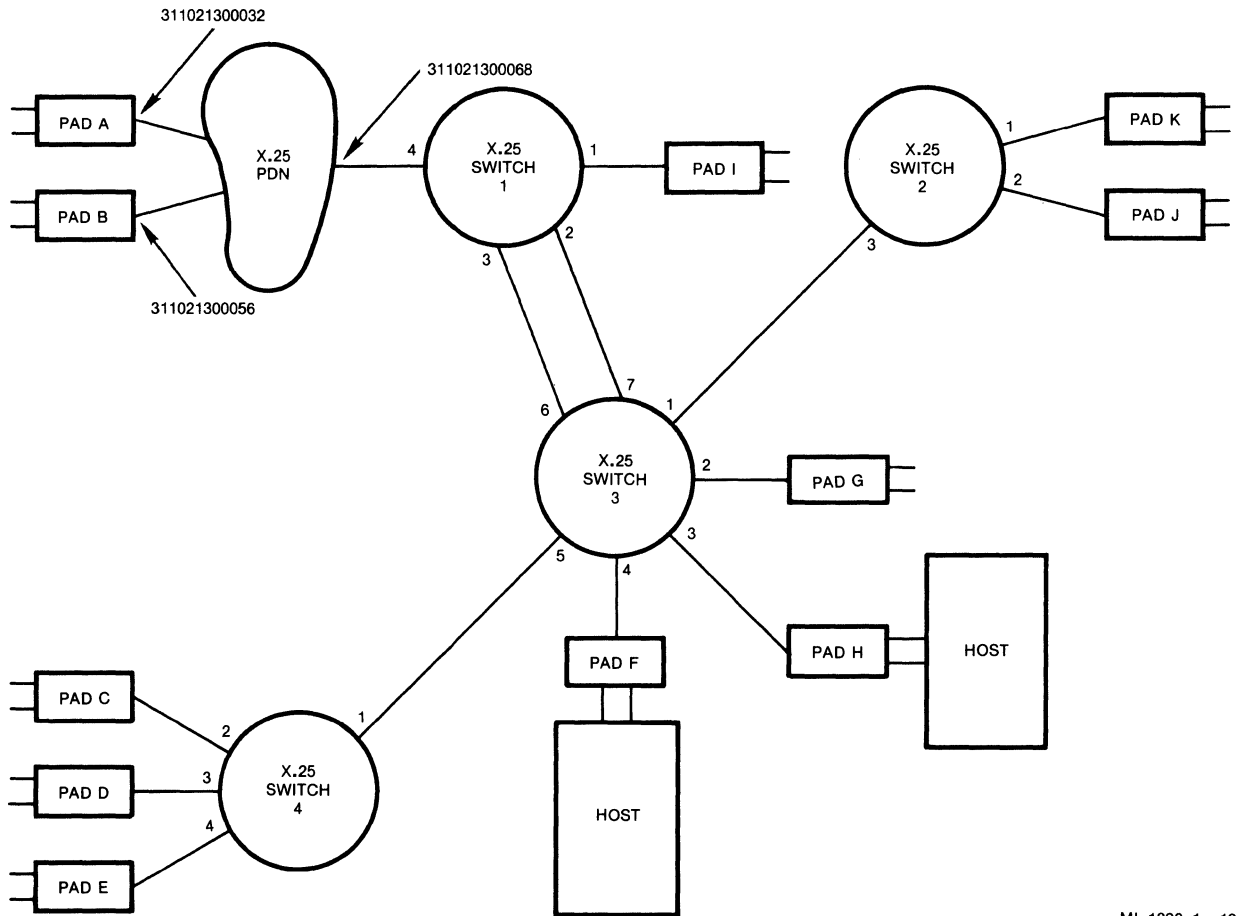 311021300032
311021300068
PAD A
X.25
PDN
4
X.25
SWITCH
1
1
PAD I
X.25
SWITCH
2
1
PAD K
2
PAD J
PAD B
3
2
3
311021300056
6
7
1
X.25
SWITCH
3
2
PAD G
5
4
3
PAD F
PAD H
HOST
PAD C
2
1
X.25
SWITCH
4
3
PAD D
4
PAD E
HOST